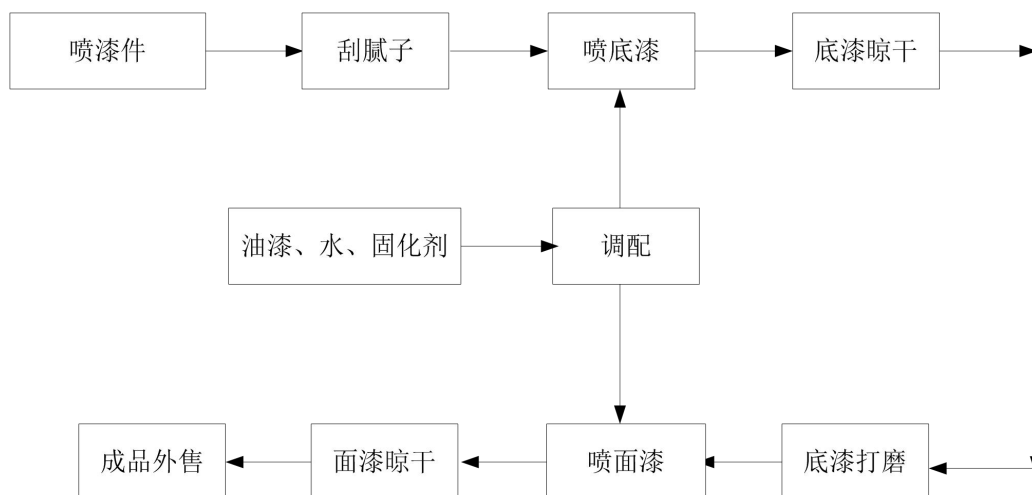 喷漆件
刮腻子
喷底漆
底漆晾干
油漆、水、固化剂
调配
成品外售
面漆晾干
喷面漆
底漆打磨